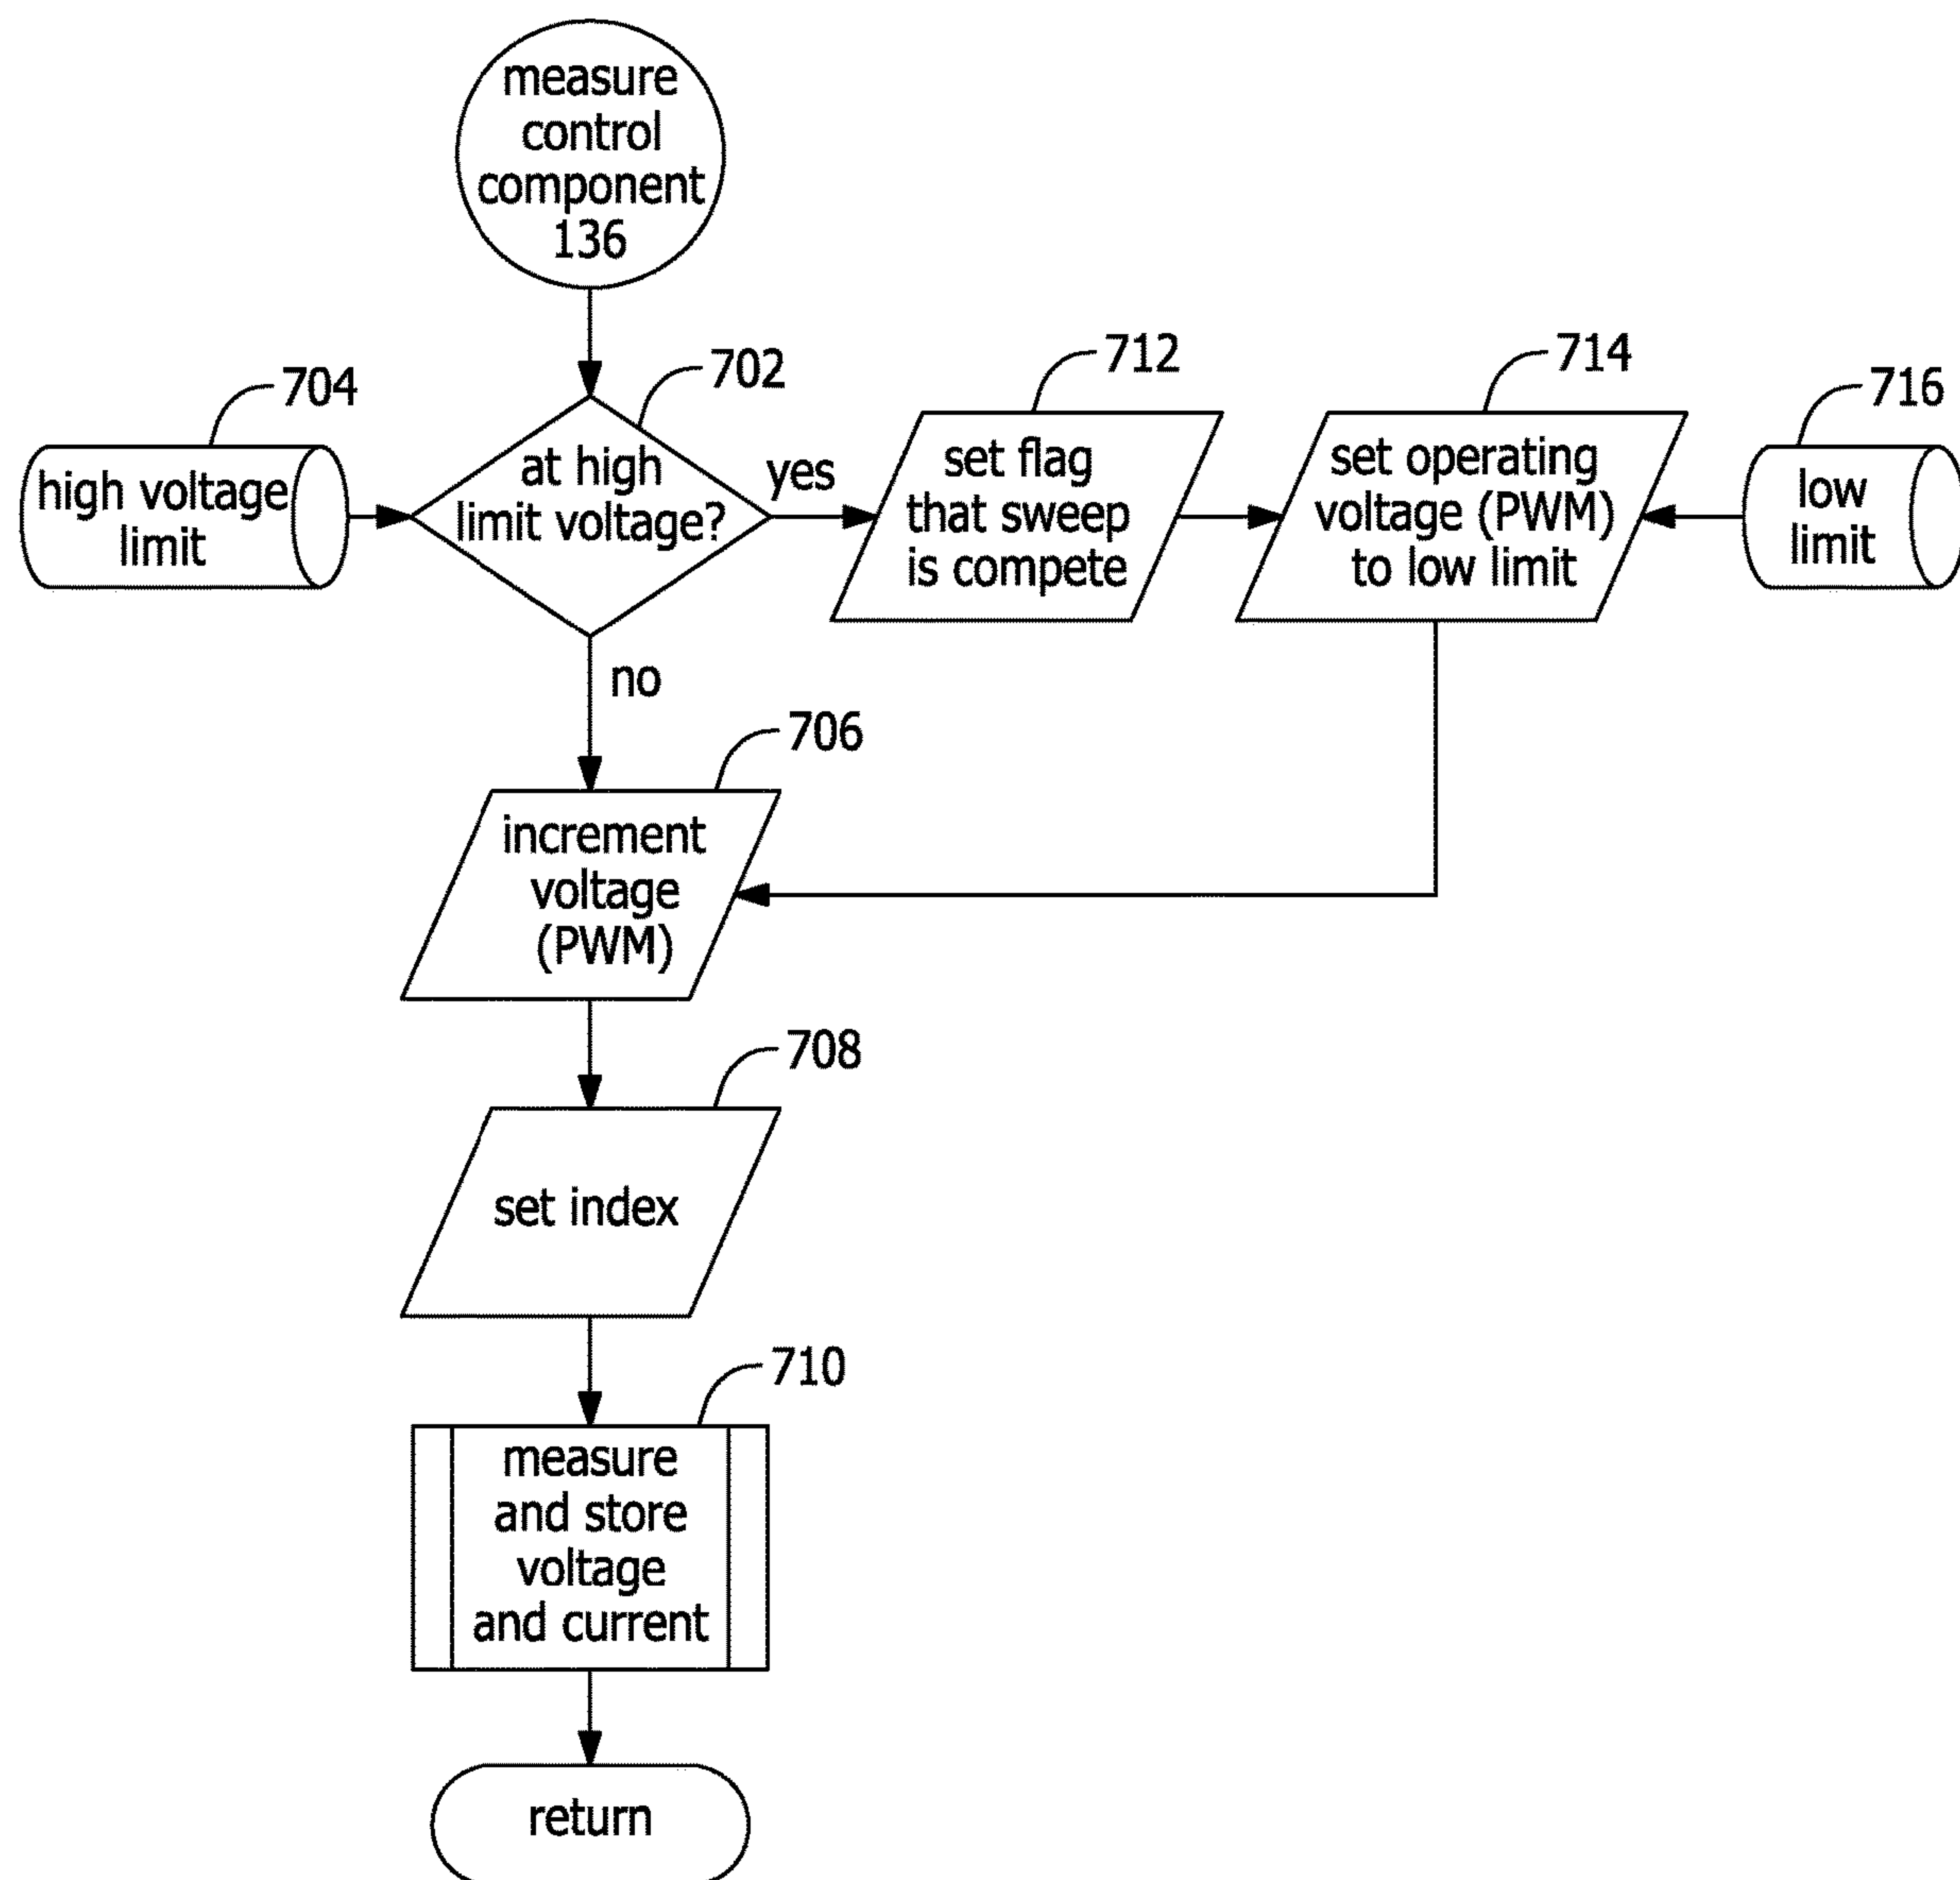 measure
control
component
136
704
702
712
714
716
high voltage
limit
at high
limit voltage?
yes
set flag
that sweep
is compete
set operating
voltage (PWM)
to low limit
low
limit
no
706
increment
voltage
(PWM)
708
set index
710
measure
and store
voltage
and current
return